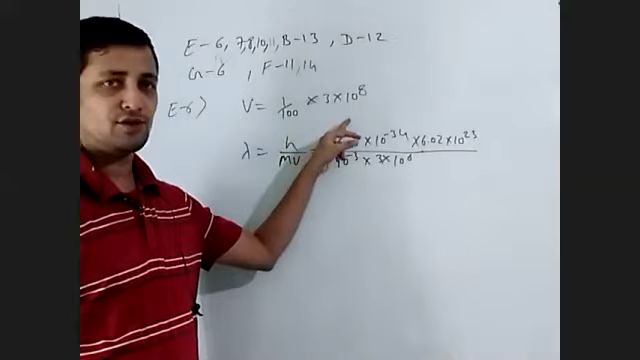 E-6, 7,8,10,11, B-13 , D-12
G-6 , F-11,14
E-6> V = 1/100 × 3×10⁸
λ = h/MV = ×10⁻³⁴ ×6.02×10²³ / 10⁻³ × 3×10⁶